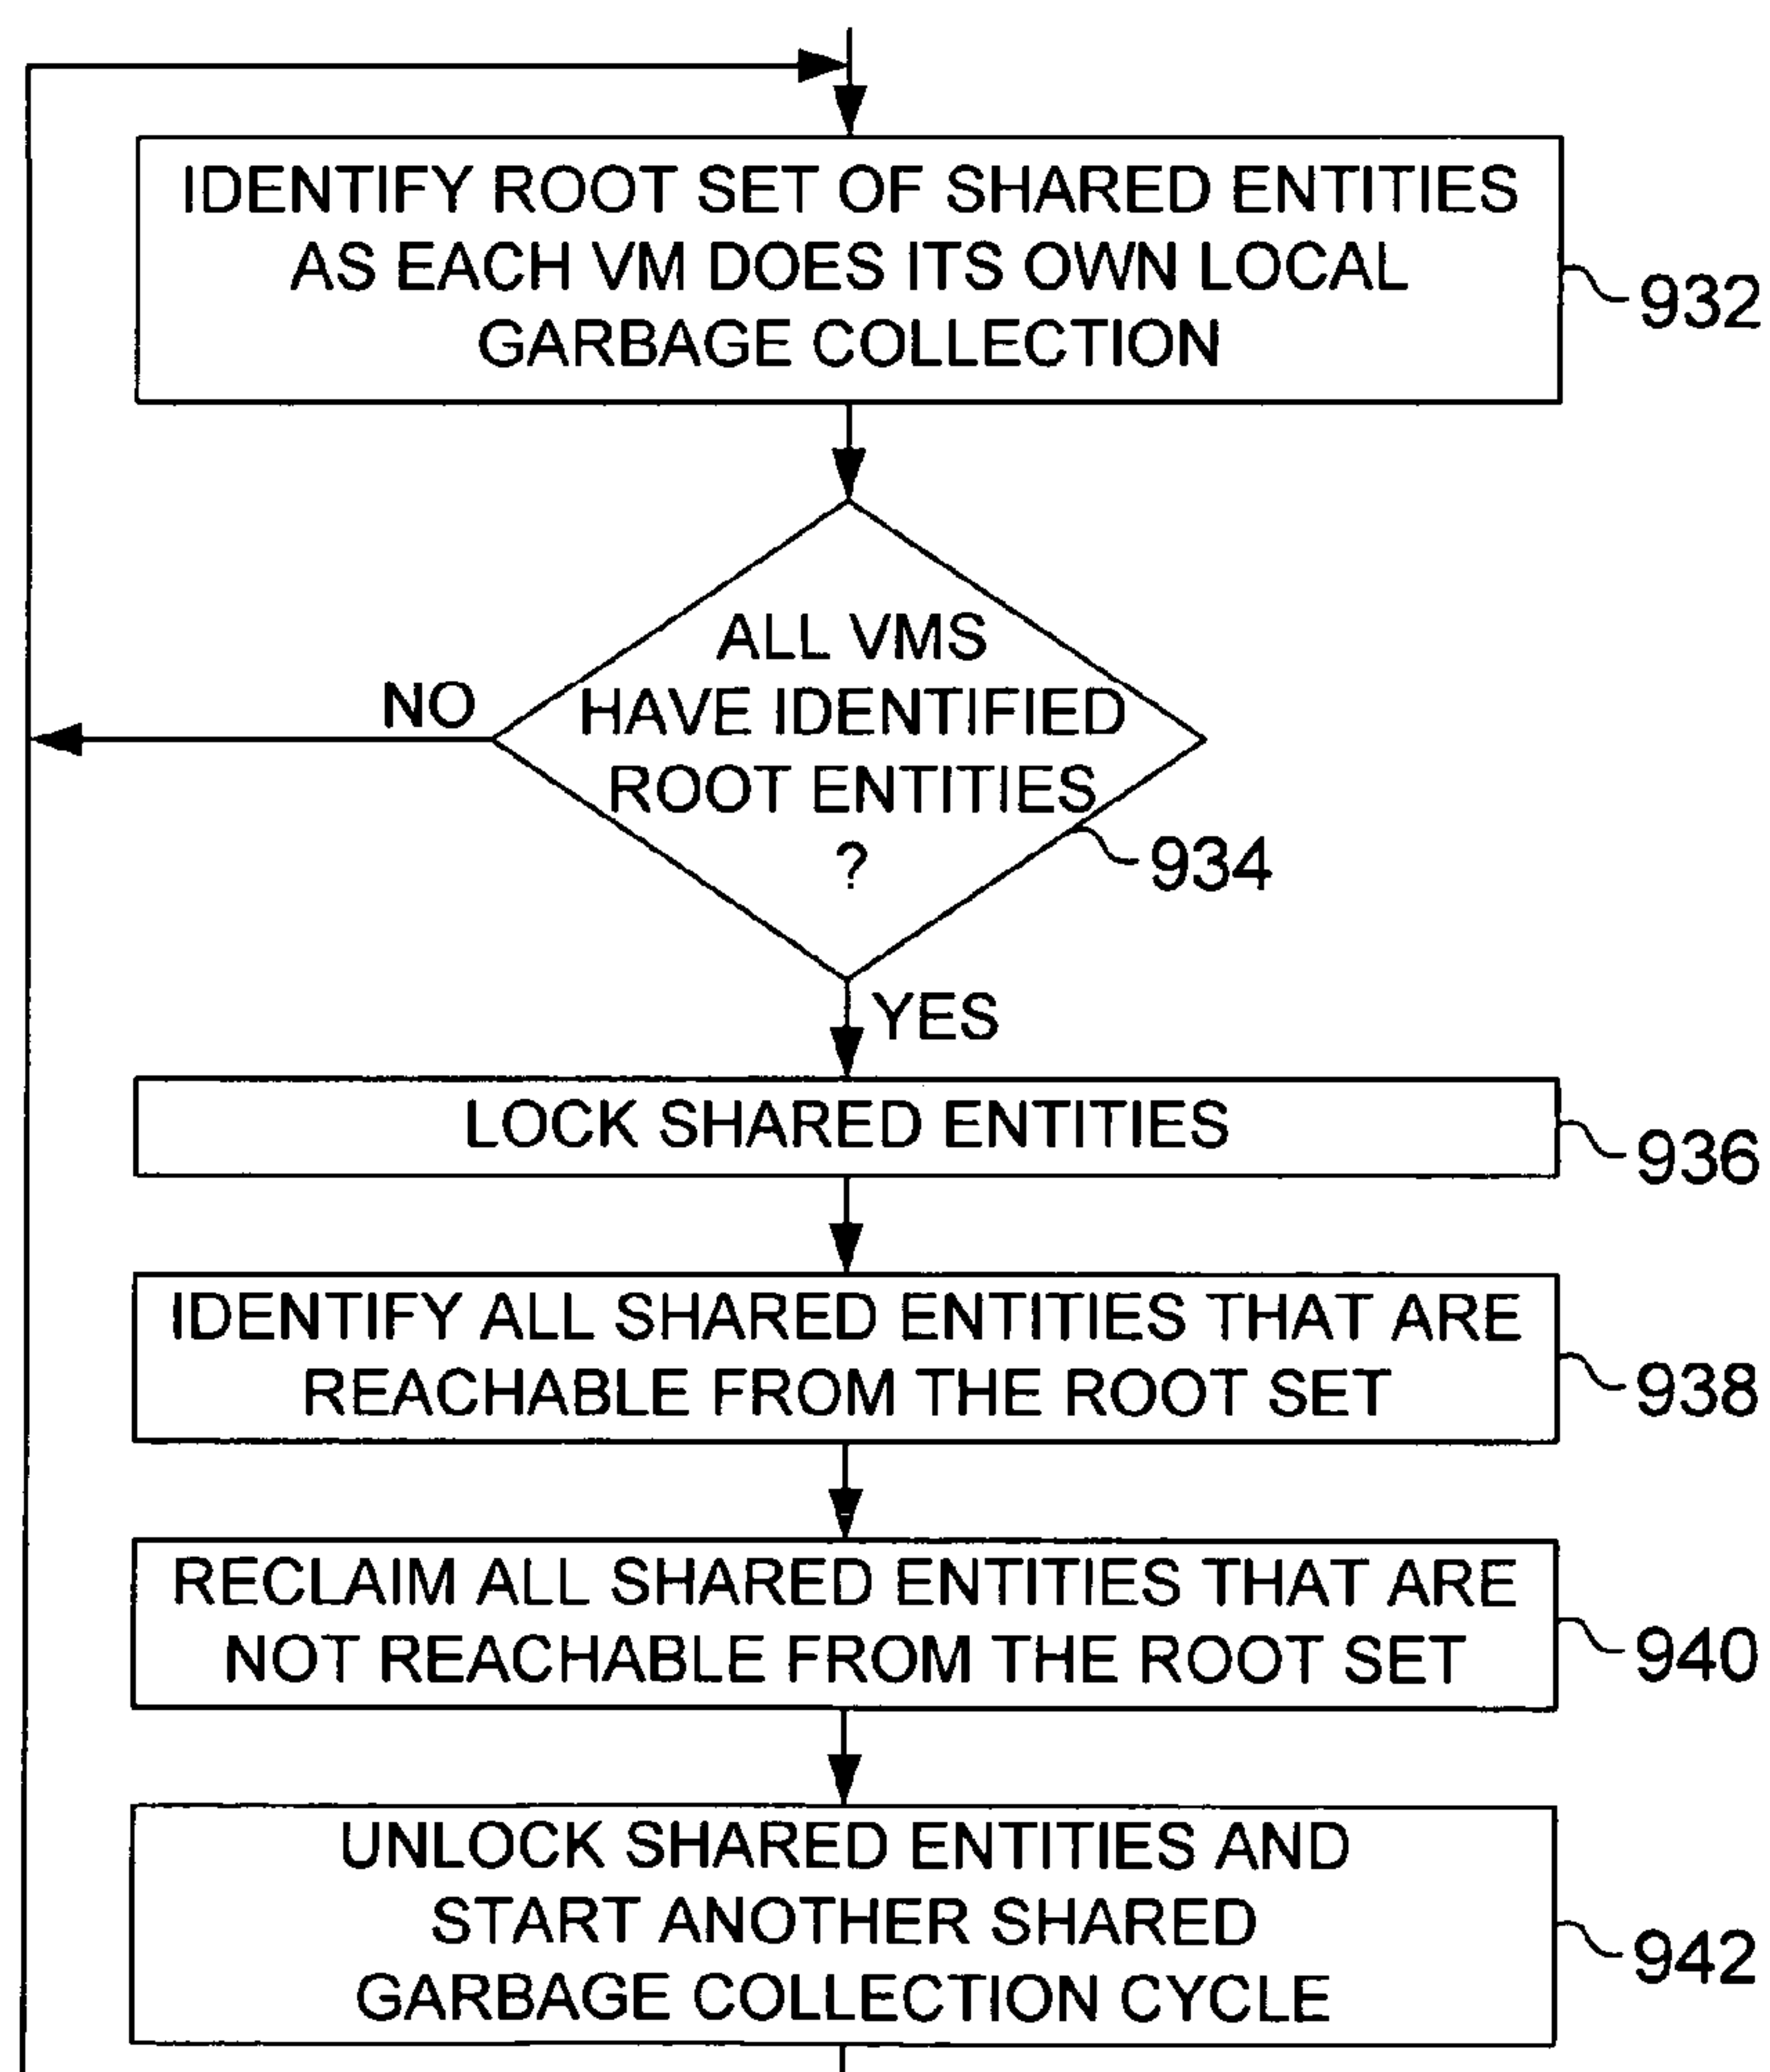 IDENTIFY ROOT SET OF SHARED ENTITIES
AS EACH VM DOES ITS OWN LOCAL
GARBAGE COLLECTION
932
ALL VMS
HAVE IDENTIFIED
ROOT ENTITIES
?
934
NO
YES
LOCK SHARED ENTITIES
936
IDENTIFY ALL SHARED ENTITIES THAT ARE
REACHABLE FROM THE ROOT SET
938
RECLAIM ALL SHARED ENTITIES THAT ARE
NOT REACHABLE FROM THE ROOT SET
940
UNLOCK SHARED ENTITIES AND
START ANOTHER SHARED
GARBAGE COLLECTION CYCLE
942